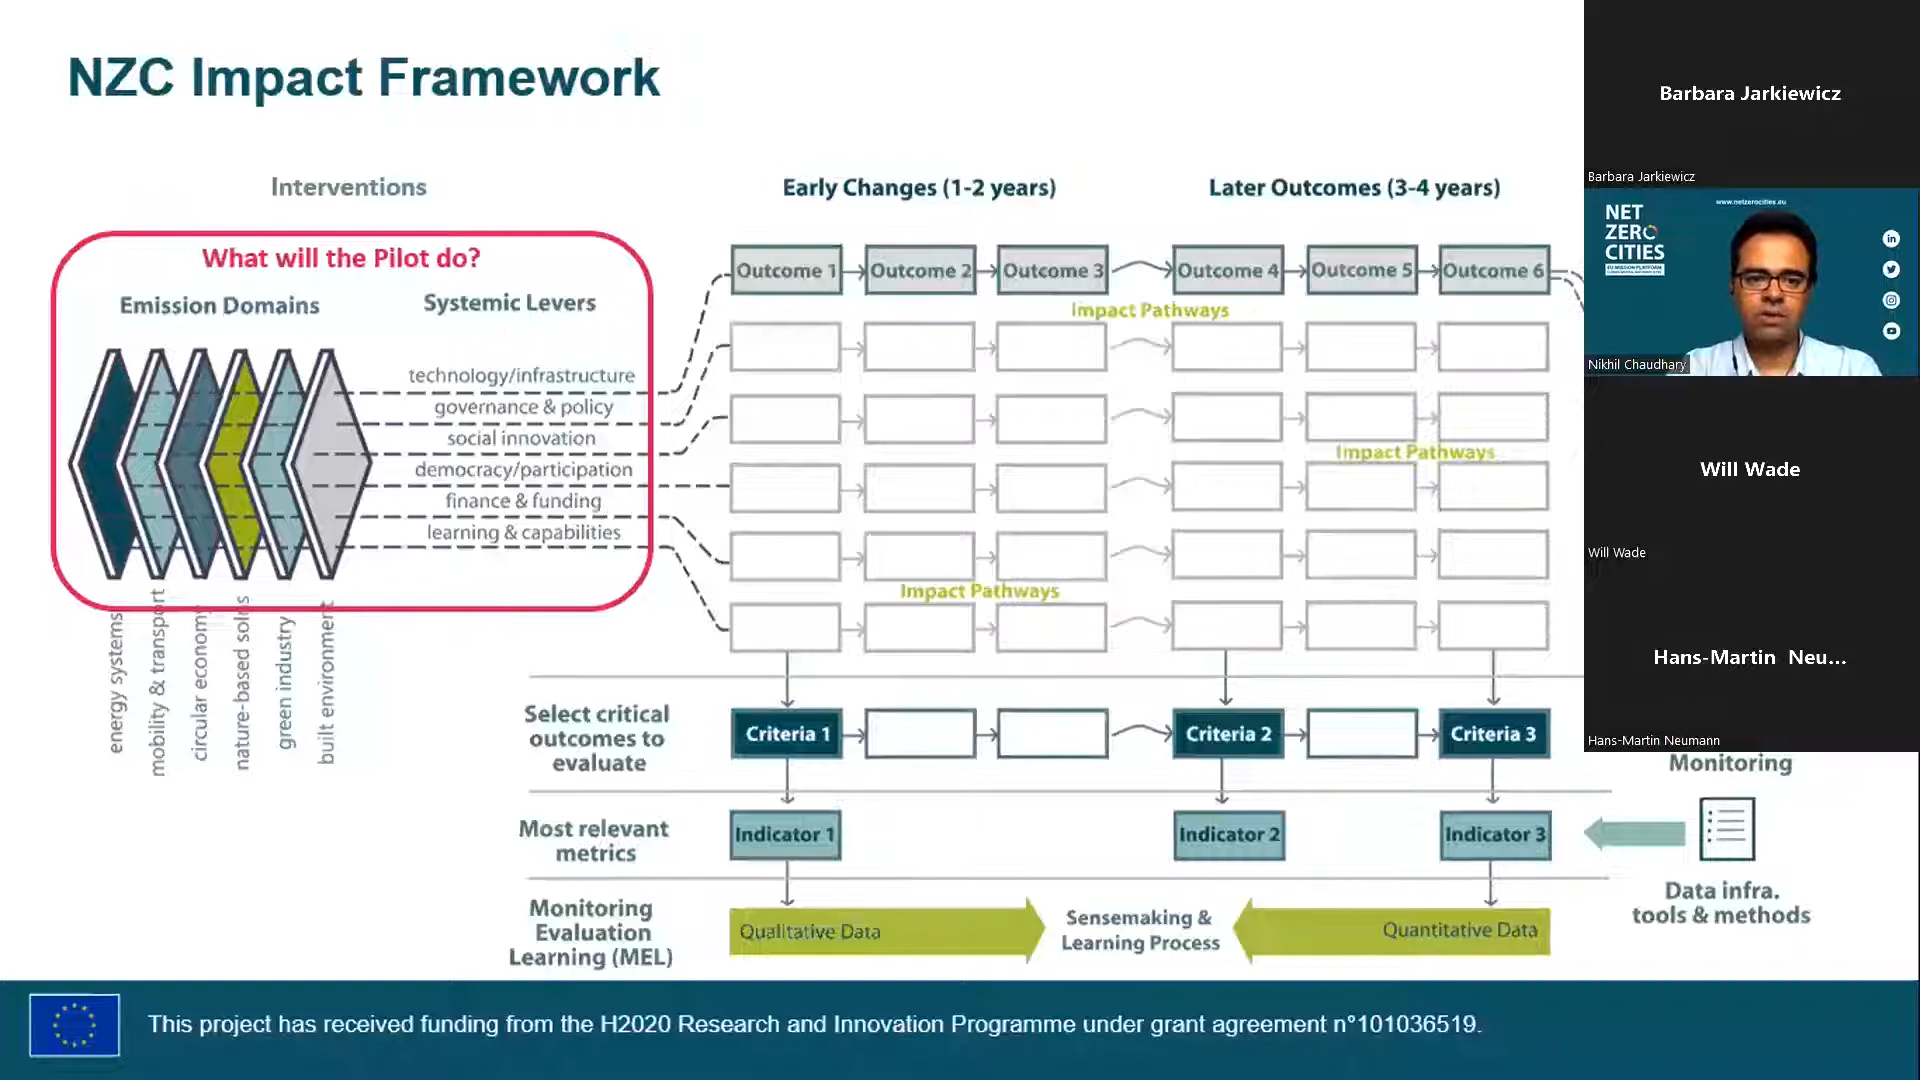 NZC Impact Framework
Interventions
Early Changes (1-2 years)
Later Outcomes (3-4 years)
What will the Pilot do?
Emission Domains
Systemic Levers
technology/infrastructure
governance & policy
social innovation
democracy/participation
finance & funding
learning & capabilities
energy systems
mobility & transport
circular economy
nature-based solns
green industry
built environment
Outcome 1
Outcome 2
Outcome 3
Outcome 4
Outcome 5
Outcome 6
Impact Pathways
Impact Pathways
Impact Pathways
Select critical
outcomes to
evaluate
Criteria 1
Criteria 2
Criteria 3
Most relevant
metrics
Indicator 1
Indicator 2
Indicator 3
Monitoring
Evaluation
Learning (MEL)
Qualitative Data
Sensemaking &
Learning Process
Quantitative Data
Monitoring
Data infra.
tools & methods
This project has received funding from the H2020 Research and Innovation Programme under grant agreement n°101036519.
Barbara Jarkiewicz
Barbara Jarkiewicz
www.netzerocities.eu
NET
ZERO
CITIES
EU MISSION PLATFORM
in
Nikhil Chaudhary
Will Wade
Will Wade
Hans-Martin Neu...
Hans-Martin Neumann